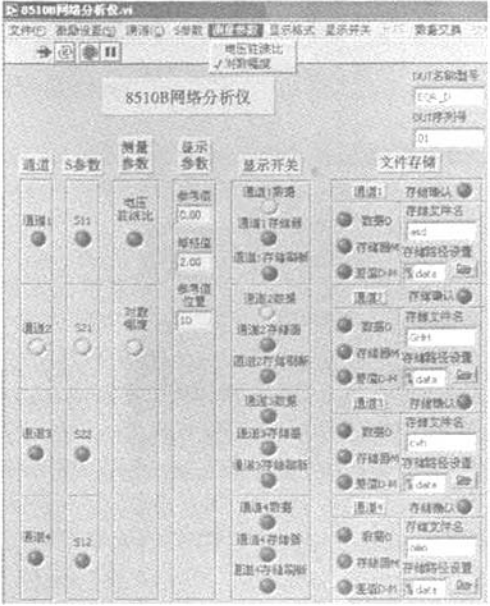 8510B网络分析仪.vi
文件(F) 激励设置(S) 通道(C) S参数 测量参数 显示格式 显示开关 数据交换
电压驻波比
✓对数幅度
DUT名称型号
8510B网络分析仪
DUT序列号
01
通道 S参数 测量参数 显示参数 显示开关 文件存储
通道1 S11 电压驻波比
参考值
0.00
每格值
2.00
参考值位置
10
通道2 S21 对数幅度
通道3 S22
通道4 S12
通道1数据
通道1存储器
通道1存储刷新
通道2数据
通道2存储器
通道2存储刷新
通道3数据
通道3存储器
通道3存储刷新
通道4数据
通道4存储器
通道4存储刷新
通道1 存储确认
数据D 存储文件名
asd
存储器M 存储路径设置
差值D-M data
通道2 存储确认
数据D 存储文件名
存储器M 存储路径设置
差值D-M data
通道3 存储确认
数据D 存储文件名
存储器M 存储路径设置
差值D-M data
通道4 存储确认
数据D 存储文件名
存储器M 存储路径设置
差值D-M data